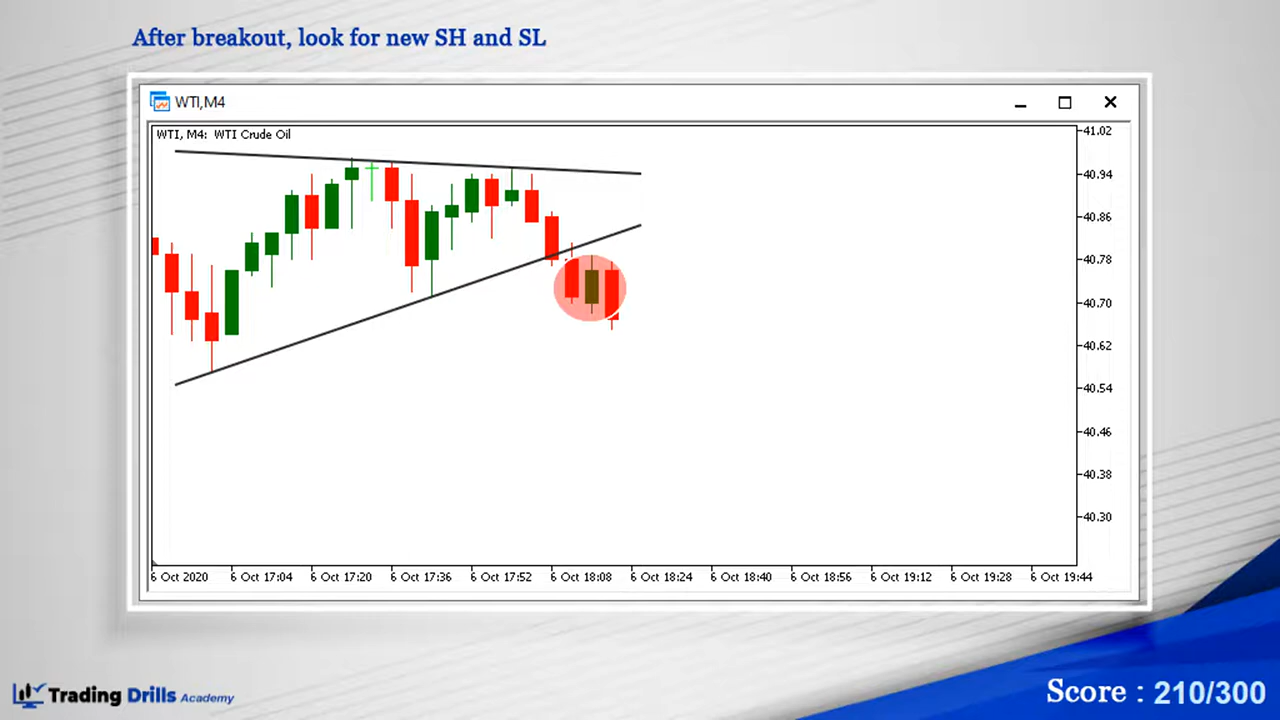 After breakout, look for new SH and SL
WTI,M4
WTI, M4: WTI Crude Oil
41.02
40.94
40.86
40.78
40.70
40.62
40.54
40.46
40.38
40.30
6 Oct 2020 6 Oct 17:04 6 Oct 17:20 6 Oct 17:36 6 Oct 17:52 6 Oct 18:08 6 Oct 18:24 6 Oct 18:40 6 Oct 18:56 6 Oct 19:12 6 Oct 19:28 6 Oct 19:44
Trading Drills Academy
Score : 210/300